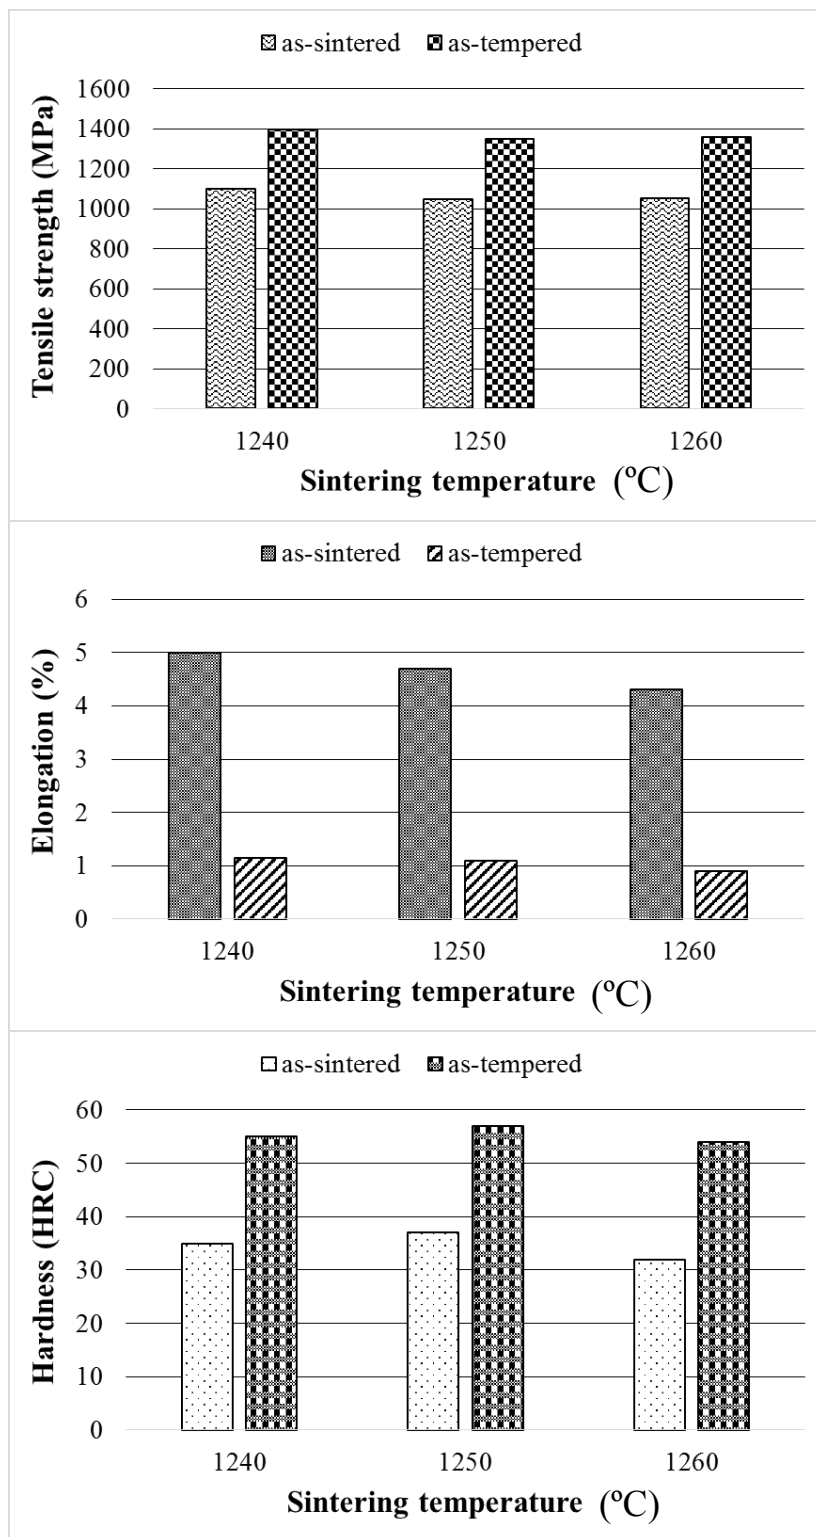 as-sintered as-tempered
Tensile strength (MPa)
1600
1400
1200
1000
800
600
400
200
0
1240 1250 1260
Sintering temperature (ºC)
as-sintered as-tempered
Elongation (%)
6
5
4
3
2
1
0
1240 1250 1260
Sintering temperature (ºC)
as-sintered as-tempered
Hardness (HRC)
60
50
40
30
20
10
0
1240 1250 1260
Sintering temperature (ºC)